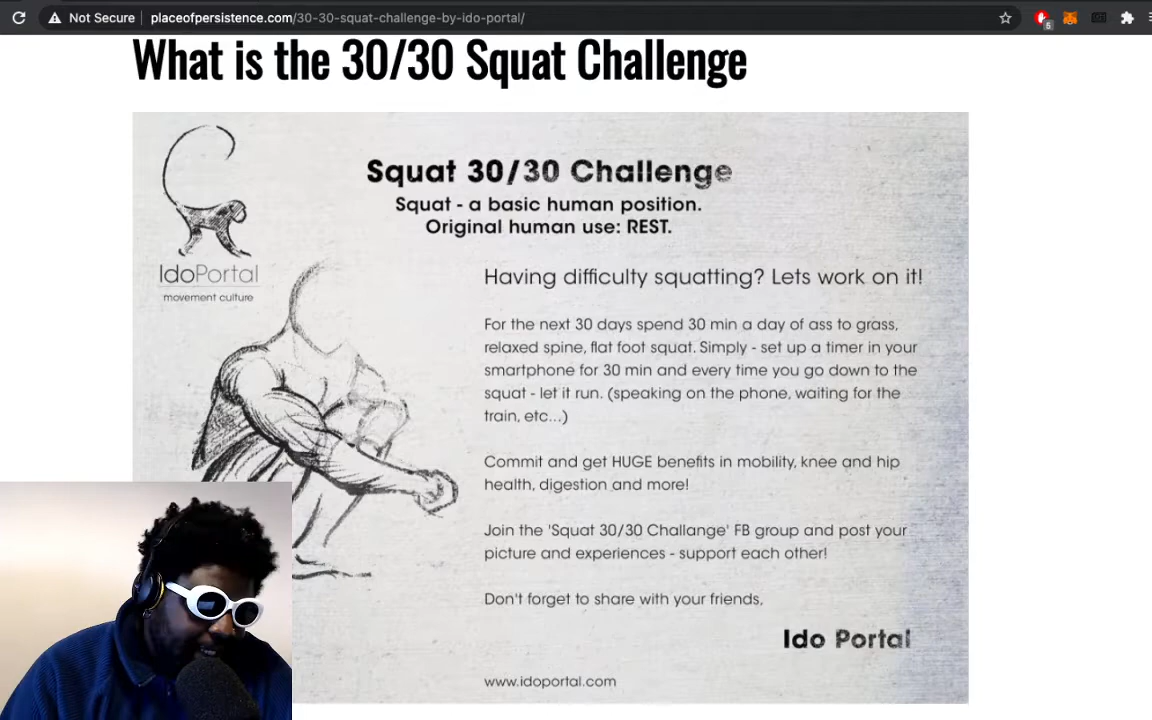 Not Secure placeofpersistence.com/30-30-squat-challenge-by-ido-portal/
5
What is the 30/30 Squat Challenge
Squat 30/30 Challenge
Squat - a basic human position.
Original human use: REST.
IdoPortal
movement culture
Having difficulty squatting? Lets work on it!
For the next 30 days spend 30 min a day of ass to grass,
relaxed spine, flat foot squat. Simply - set up a timer in your
smartphone for 30 min and every time you go down to the
squat - let it run. (speaking on the phone, waiting for the
train, etc...)
Commit and get HUGE benefits in mobility, knee and hip
health, digestion and more!
Join the 'Squat 30/30 Challange' FB group and post your
picture and experiences - support each other!
Don't forget to share with your friends,
Ido Portal
www.idoportal.com